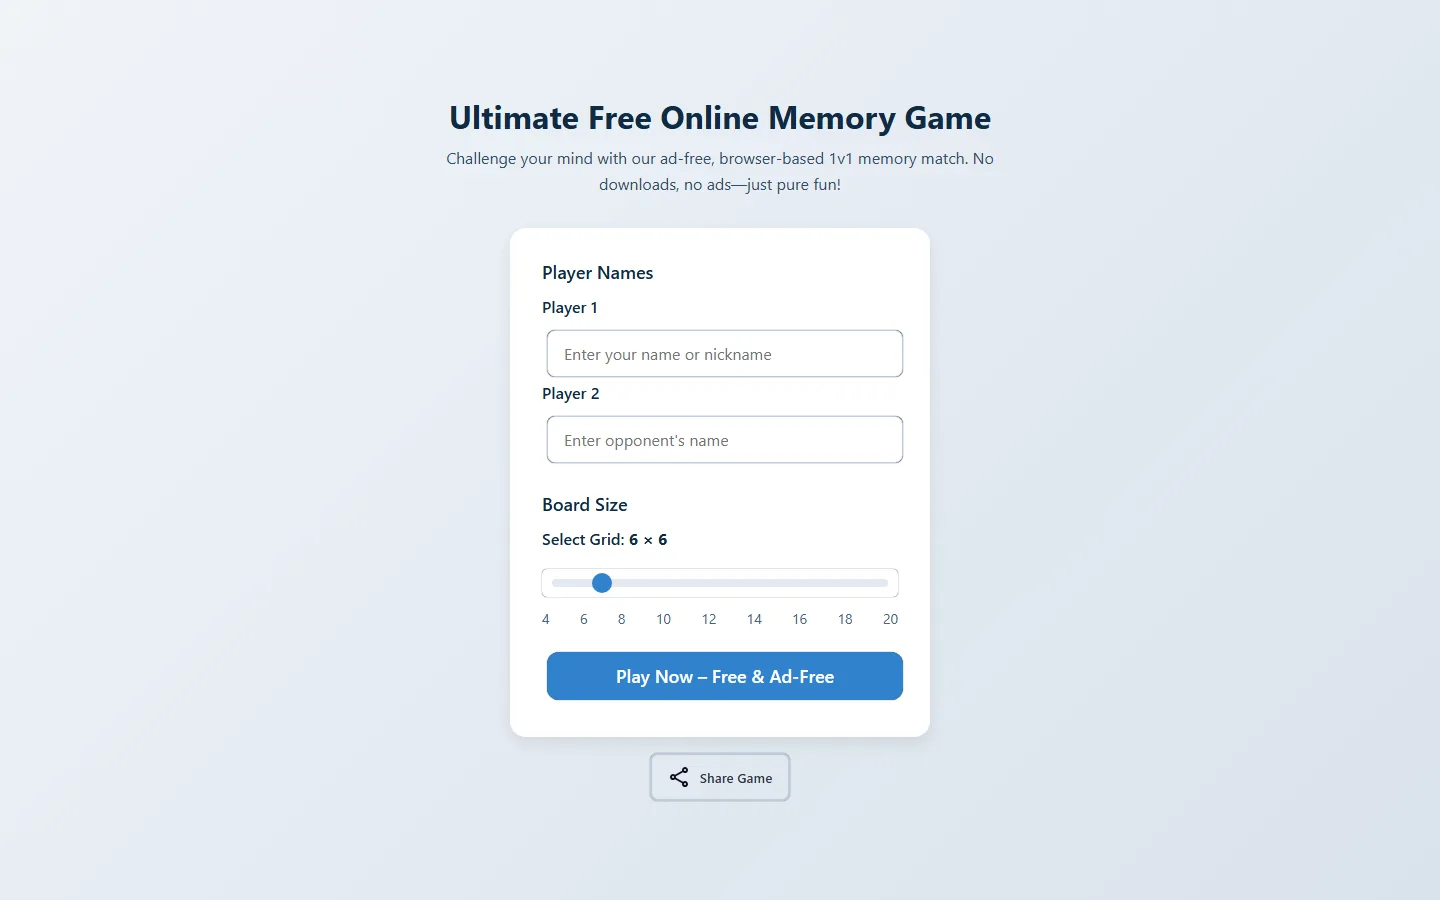 Ultimate Free Online Memory Game
Challenge your mind with our ad-free, browser-based 1v1 memory match. No
downloads, no ads—just pure fun!
Player Names
Player 1
Enter your name or nickname
Player 2
Enter opponent's name
Board Size
Select Grid: 6 × 6
4 6 8 10 12 14 16 18 20
Play Now – Free & Ad-Free
Share Game